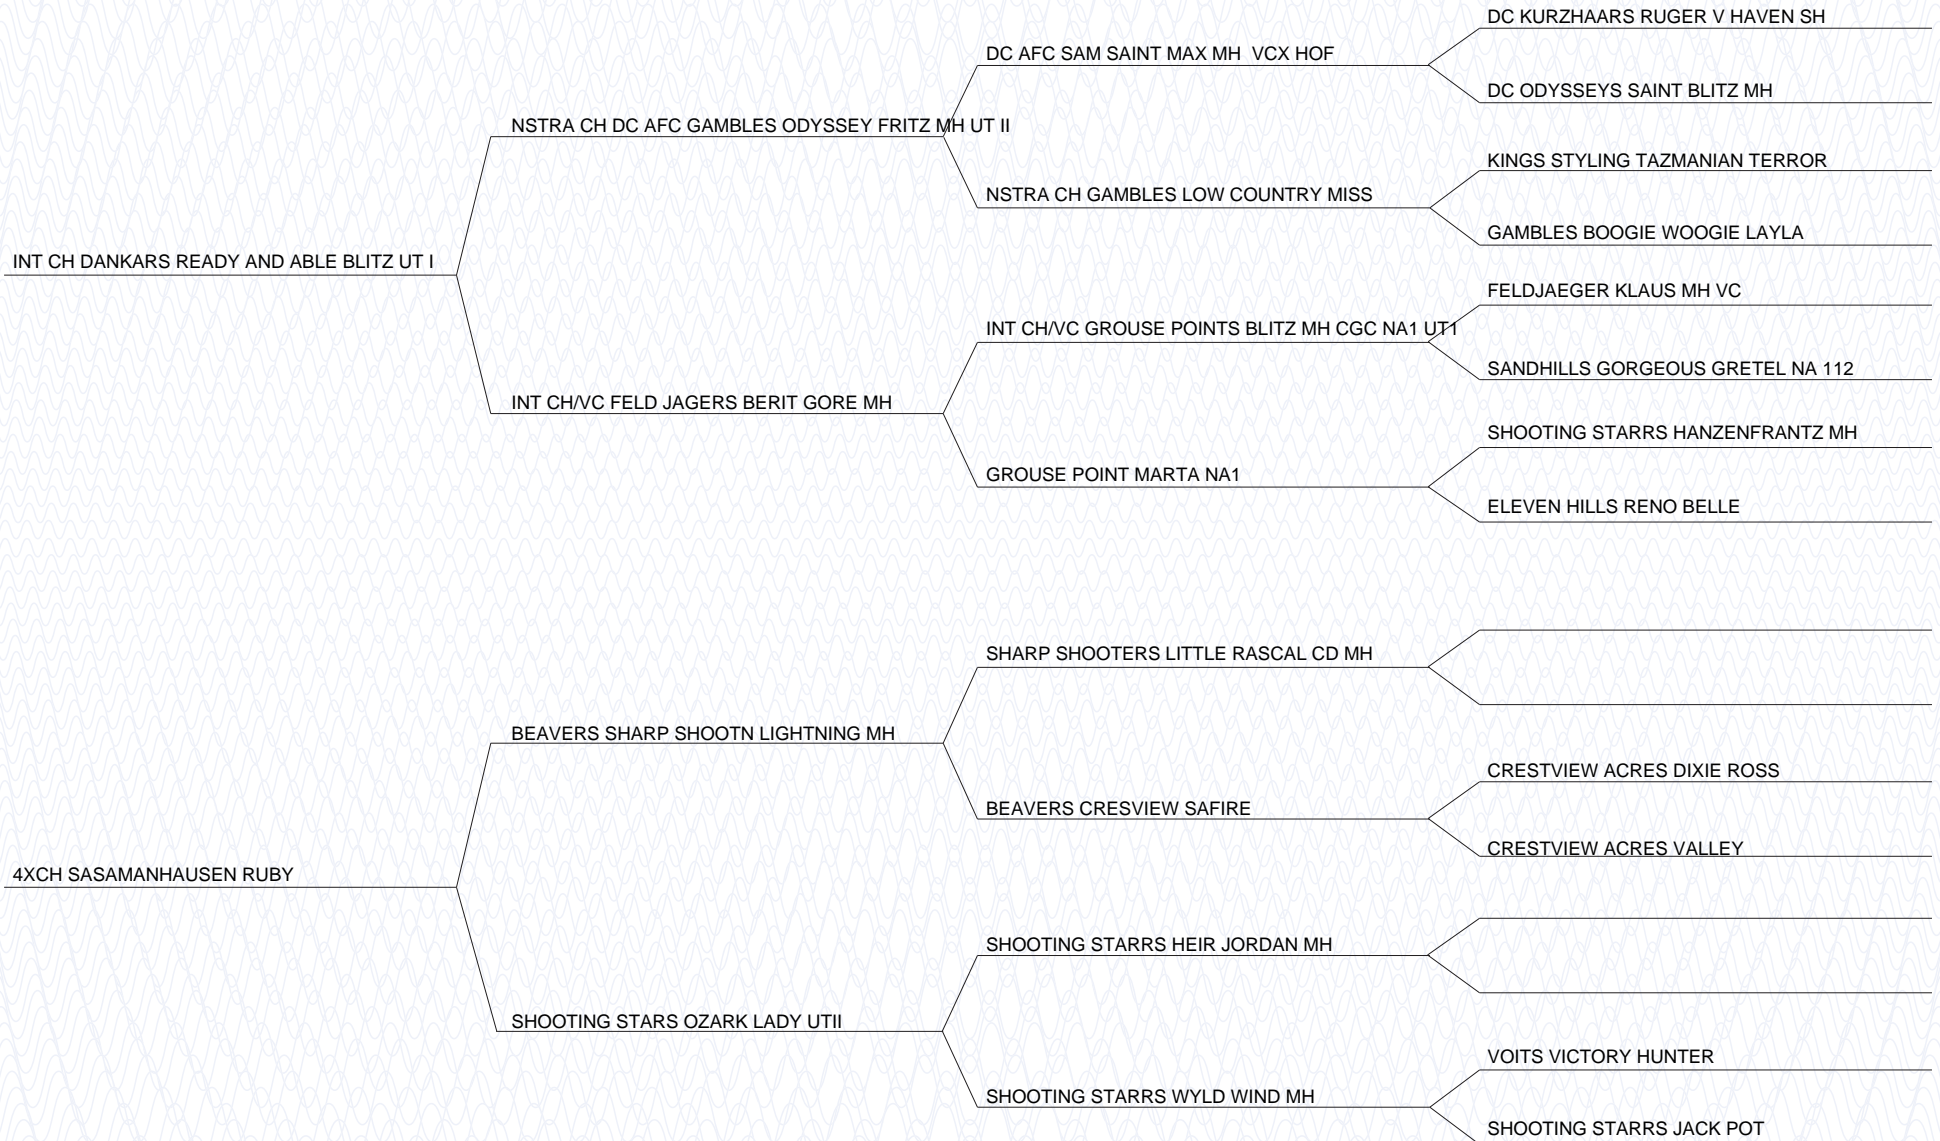 DC KURZHAARS RUGER V HAVEN SH
DC AFC SAM SAINT MAX MH  VCX HOF
DC ODYSSEYS SAINT BLITZ MH
NSTRA CH DC AFC GAMBLES ODYSSEY FRITZ MH UT II
KINGS STYLING TAZMANIAN TERROR
NSTRA CH GAMBLES LOW COUNTRY MISS
GAMBLES BOOGIE WOOGIE LAYLA
INT CH DANKARS READY AND ABLE BLITZ UT I
FELDJAEGER KLAUS MH VC
INT CH/VC GROUSE POINTS BLITZ MH CGC NA1 UT1
SANDHILLS GORGEOUS GRETEL NA 112
INT CH/VC FELD JAGERS BERIT GORE MH
SHOOTING STARRS HANZENFRANTZ MH
GROUSE POINT MARTA NA1
ELEVEN HILLS RENO BELLE
SHARP SHOOTERS LITTLE RASCAL CD MH
BEAVERS SHARP SHOOTN LIGHTNING MH
CRESTVIEW ACRES DIXIE ROSS
BEAVERS CRESVIEW SAFIRE
CRESTVIEW ACRES VALLEY
4XCH SASAMANHAUSEN RUBY
SHOOTING STARRS HEIR JORDAN MH
SHOOTING STARS OZARK LADY UTII
VOITS VICTORY HUNTER
SHOOTING STARRS WYLD WIND MH
SHOOTING STARRS JACK POT